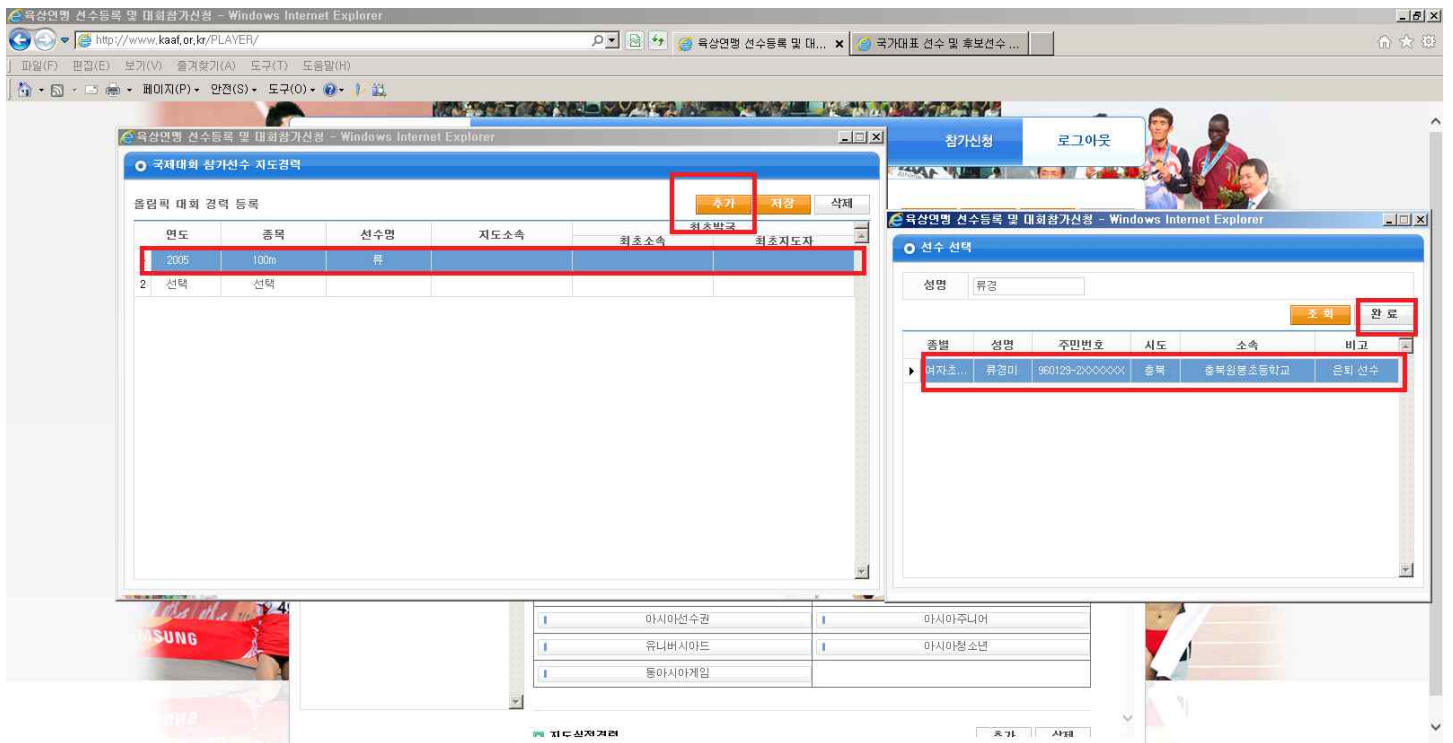 육상연맹 선수등록 및 대회참가신청 - Windows Internet Explorer
http://www.kaaf.or.kr/PLAYER/
육상연맹 선수등록 및 대...
국가대표 선수 및 후보선수 ...
파일(F) 편집(E) 보기(V) 즐겨찾기(A) 도구(T) 도움말(H)
페이지(P) 안전(S) 도구(O)
참가신청 로그아웃
육상연맹 선수등록 및 대회참가신청 - Windows Internet Explorer
국제대회 참가선수 지도경력
올림픽 대회 경력 등록
추가 저장 삭제
연도 종목 선수명 지도소속 최초발굴
최초소속 최초지도자
2005 100m 류
2 선택 선택
육상연맹 선수등록 및 대회참가신청 - Windows Internet Explorer
선수 선택
성명 류경
조 회 완 료
종별 성명 주민번호 시도 소속 비고
여자초... 류경미 960129-2XXXXXX 충북 충북원봉초등학교 은퇴 선수
아시아선수권 아시아주니어
유니버시아드 아시아청소년
동아시아게임
지도실적경력 추가 삭제
SUNG